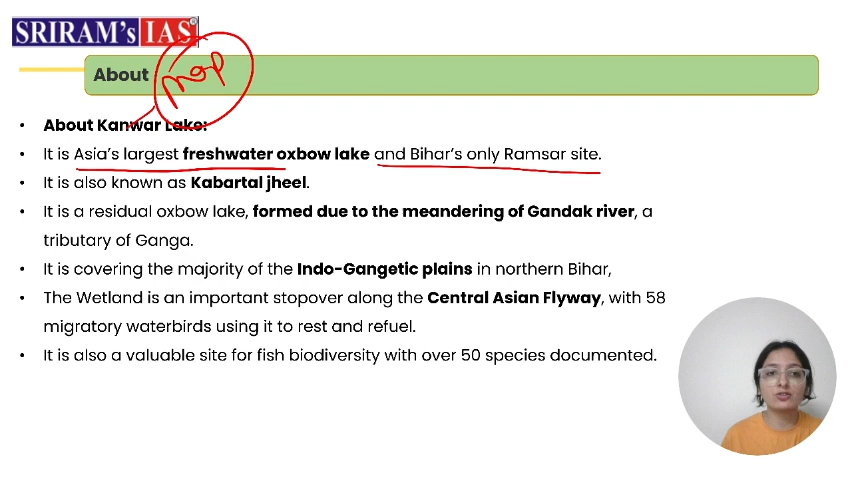 SRIRAM's IAS
About
map
• About Kanwar Lake:
• It is Asia's largest freshwater oxbow lake and Bihar's only Ramsar site.
• It is also known as Kabartal jheel.
• It is a residual oxbow lake, formed due to the meandering of Gandak river, a
tributary of Ganga.
• It is covering the majority of the Indo-Gangetic plains in northern Bihar,
• The Wetland is an important stopover along the Central Asian Flyway, with 58
migratory waterbirds using it to rest and refuel.
• It is also a valuable site for fish biodiversity with over 50 species documented.